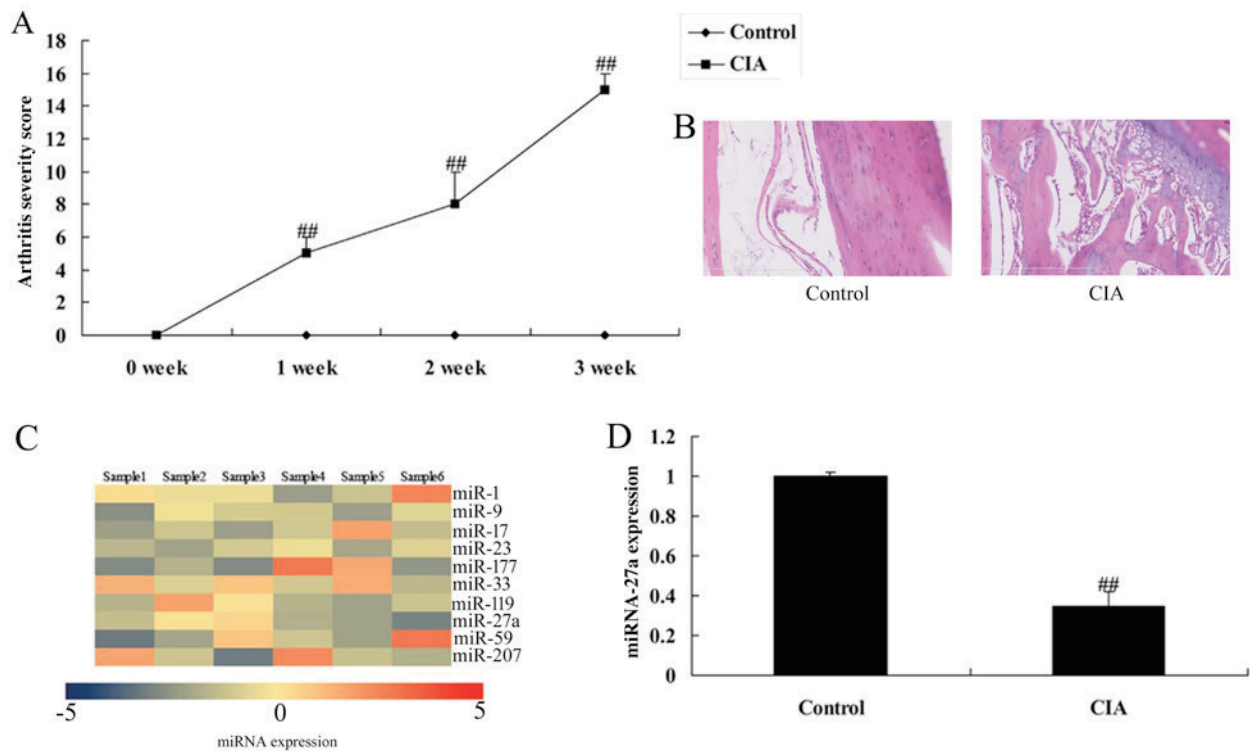 A
Arthritis severity score
18
16
14
12
10
8
6
4
2
0
##
##
##
0 week
1 week
2 week
3 week
Control
CIA
B
Control
CIA
C
Sample1 Sample2 Sample3 Sample4 Sample5 Sample6
miR-1
miR-9
miR-17
miR-23
miR-177
miR-33
miR-119
miR-27a
miR-59
miR-207
-5 0 5
miRNA expression
D
miRNA-27a expression
1.2
1
0.8
0.6
0.4
0.2
0
##
Control
CIA